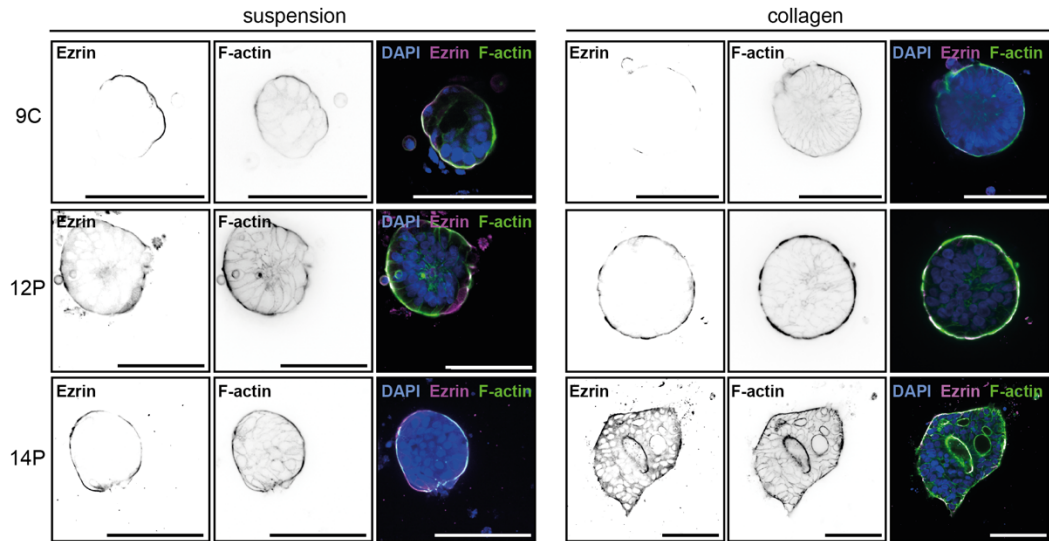 suspension collagen
Ezrin F-actin DAPI Ezrin F-actin Ezrin F-actin DAPI Ezrin F-actin
9C
Ezrin F-actin DAPI Ezrin F-actin Ezrin F-actin DAPI Ezrin F-actin
12P
Ezrin F-actin DAPI Ezrin F-actin Ezrin F-actin DAPI Ezrin F-actin
14P